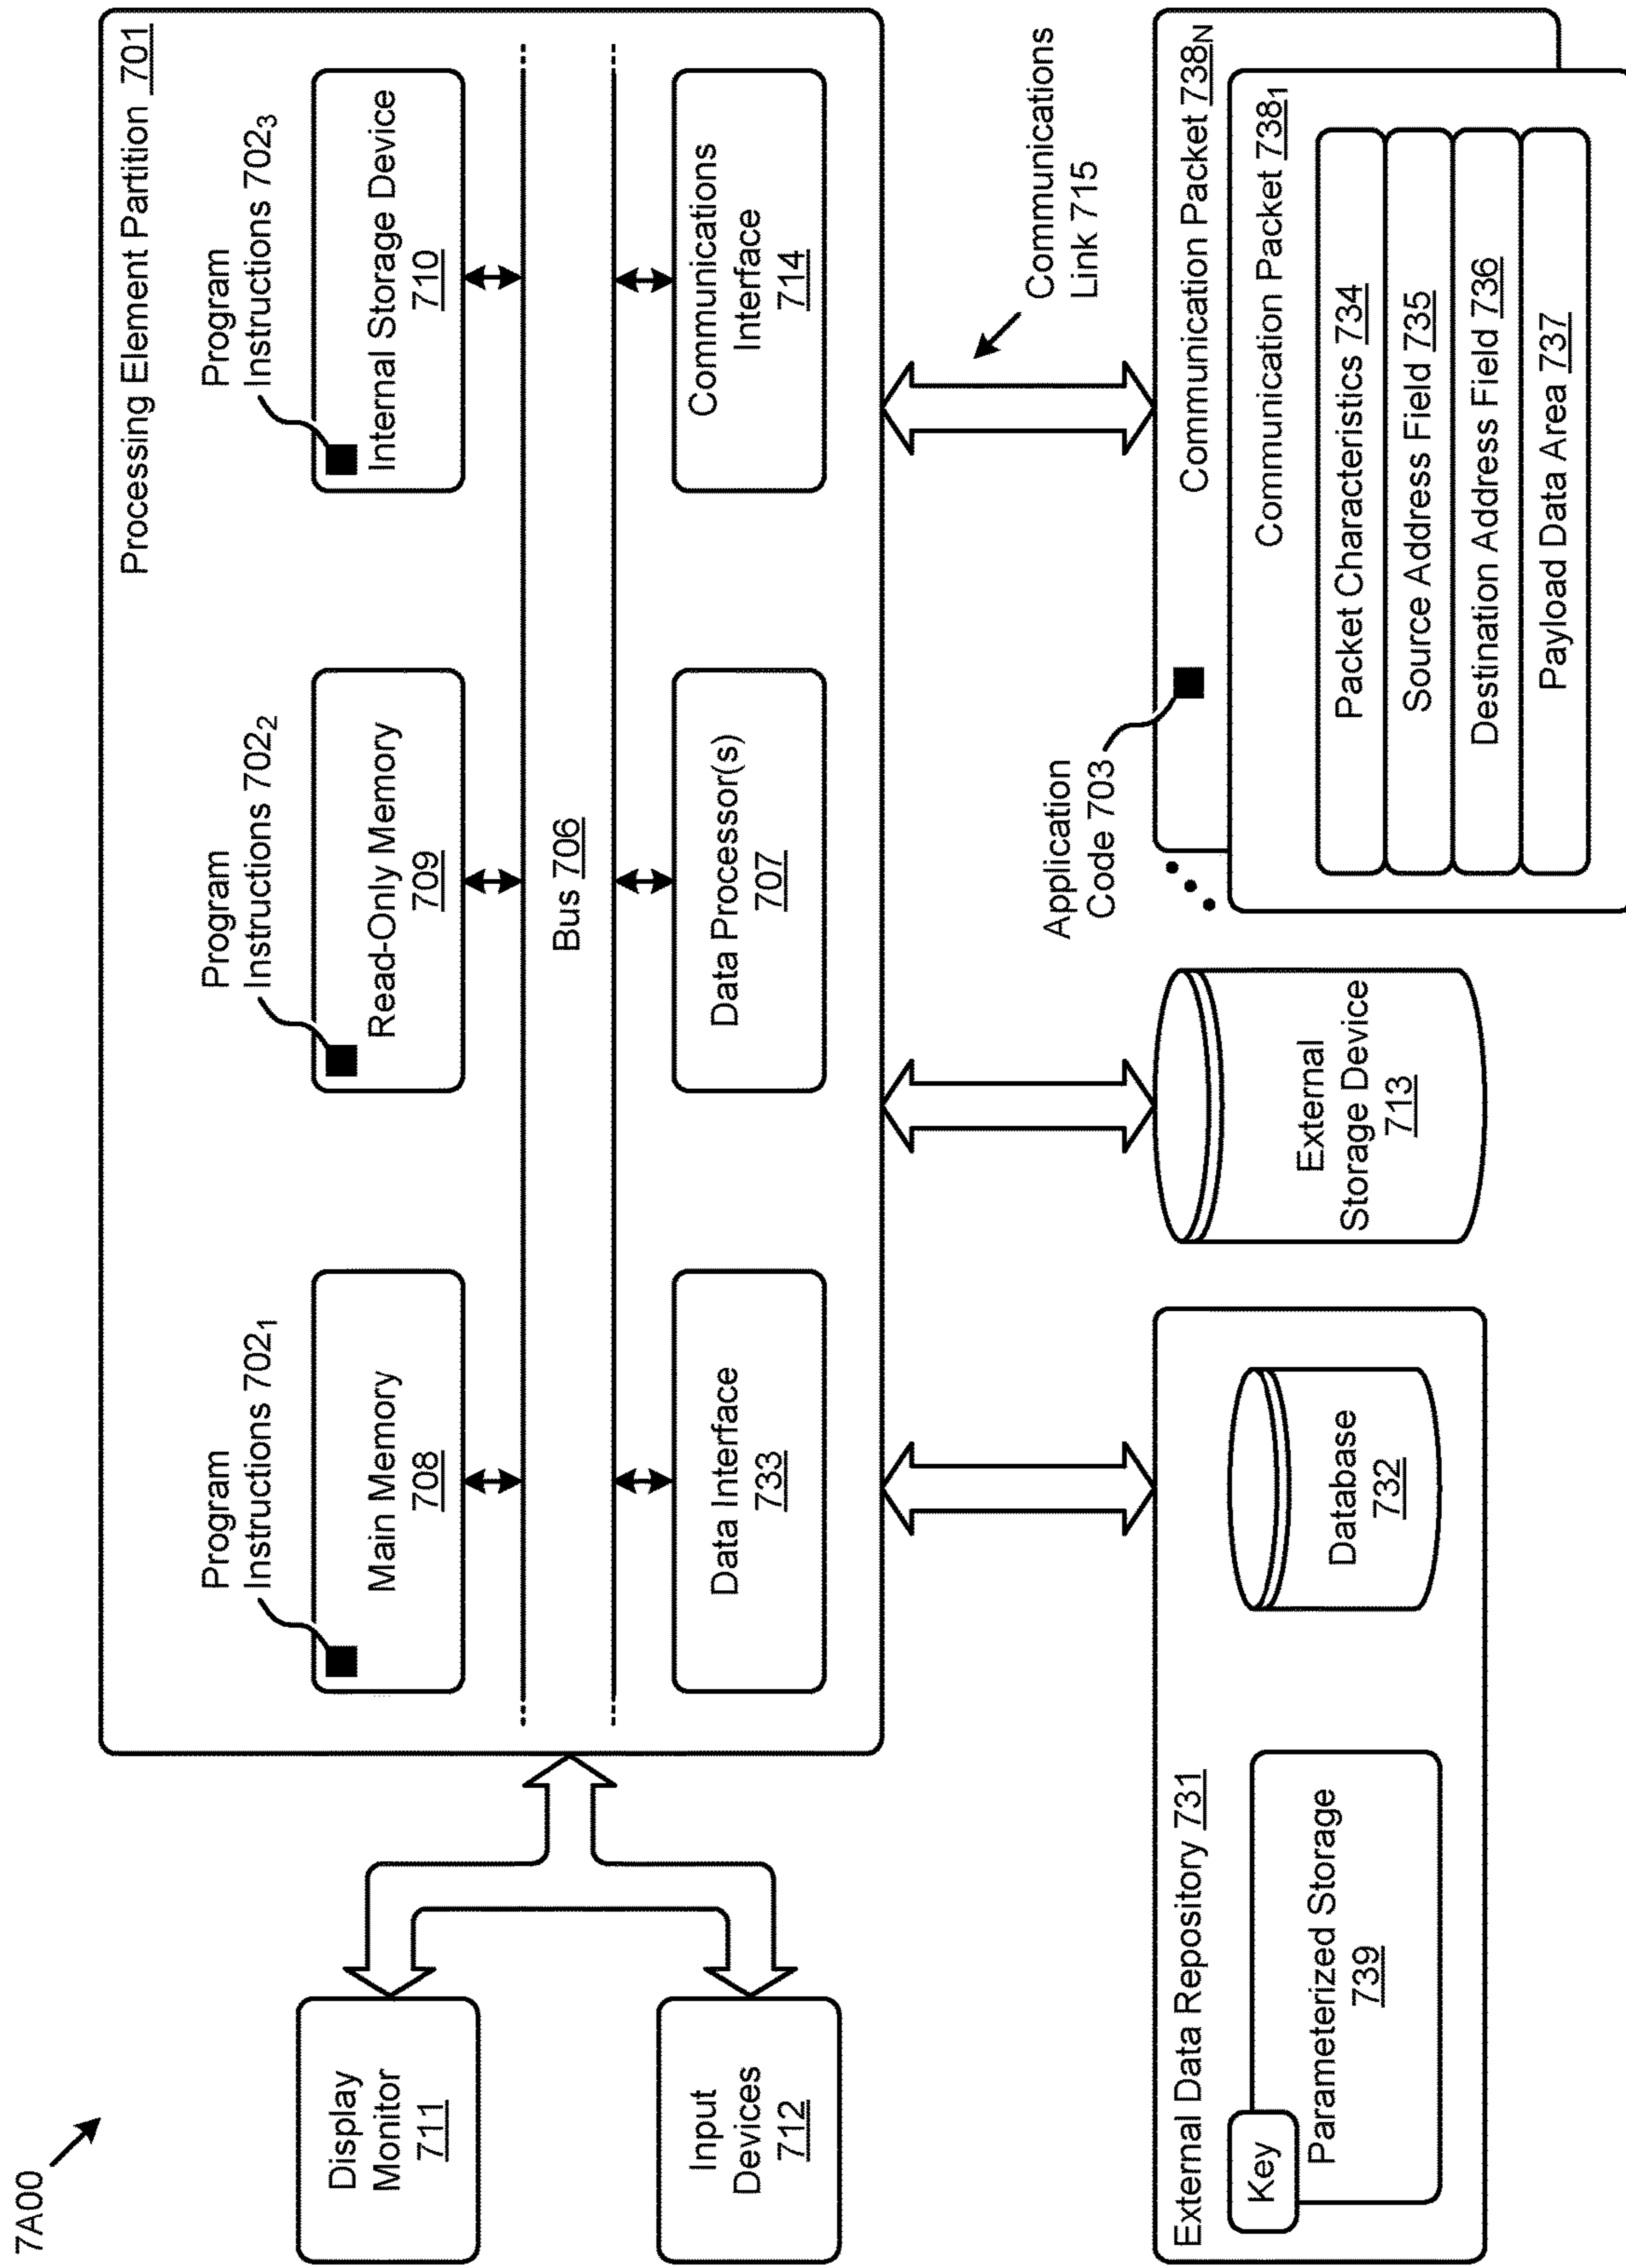 7A00
Processing Element Partition 701
Program
Instructions 702₁
Program
Instructions 702₂
Program
Instructions 702₃
Display
Monitor
711
Main Memory
708
Read-Only Memory
709
Internal Storage Device
710
Bus 706
Input
Devices
712
Data Interface
733
Data Processor(s)
707
Communications
Interface
714
Communications
Link 715
Application
Code 703
External Data Repository 731
Key
Parameterized Storage
739
Database
732
External
Storage Device
713
Communication Packet 738N
Communication Packet 738₁
Packet Characteristics 734
Source Address Field 735
Destination Address Field 736
Payload Data Area 737